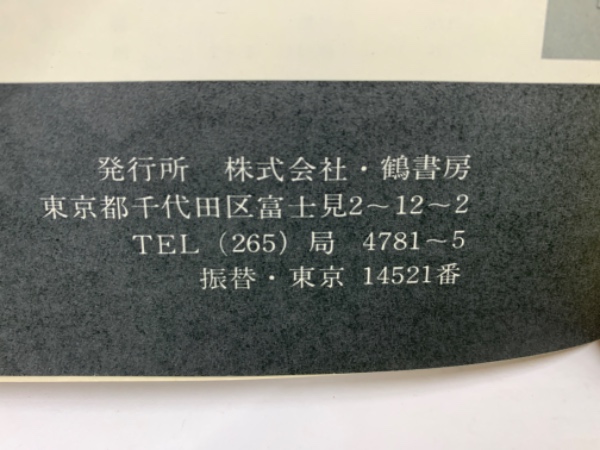 発行所　株式会社・鶴書房
東京都千代田区富士見2〜12〜2
TEL（265）局　4781〜5
振替・東京 14521番